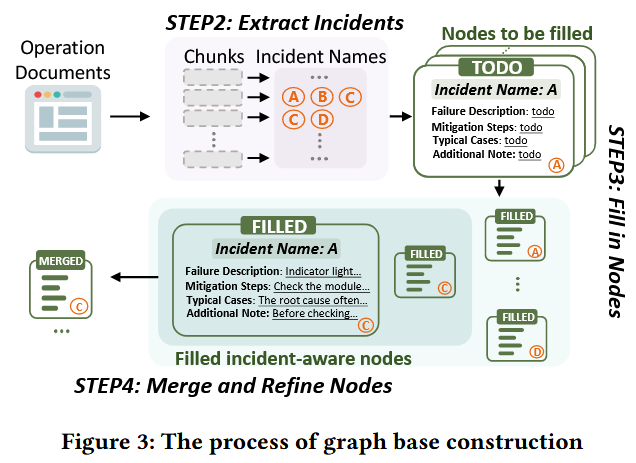 STEP2: Extract Incidents
Operation
Documents
Chunks
Incident Names
...
A B C
C D
Nodes to be filled
TODO
Incident Name: A
Failure Description: todo
Mitigation Steps: todo
Typical Cases: todo
Additional Note: todo
A
STEP3: Fill in Nodes
FILLED
A
FILLED
D
FILLED
Incident Name: A
Failure Description: Indicator light...
Mitigation Steps: Check the module...
Typical Cases: The root cause often...
Additional Note: Before checking...
C
FILLED
C
Filled incident-aware nodes
MERGED
C
...
STEP4: Merge and Refine Nodes
Figure 3: The process of graph base construction